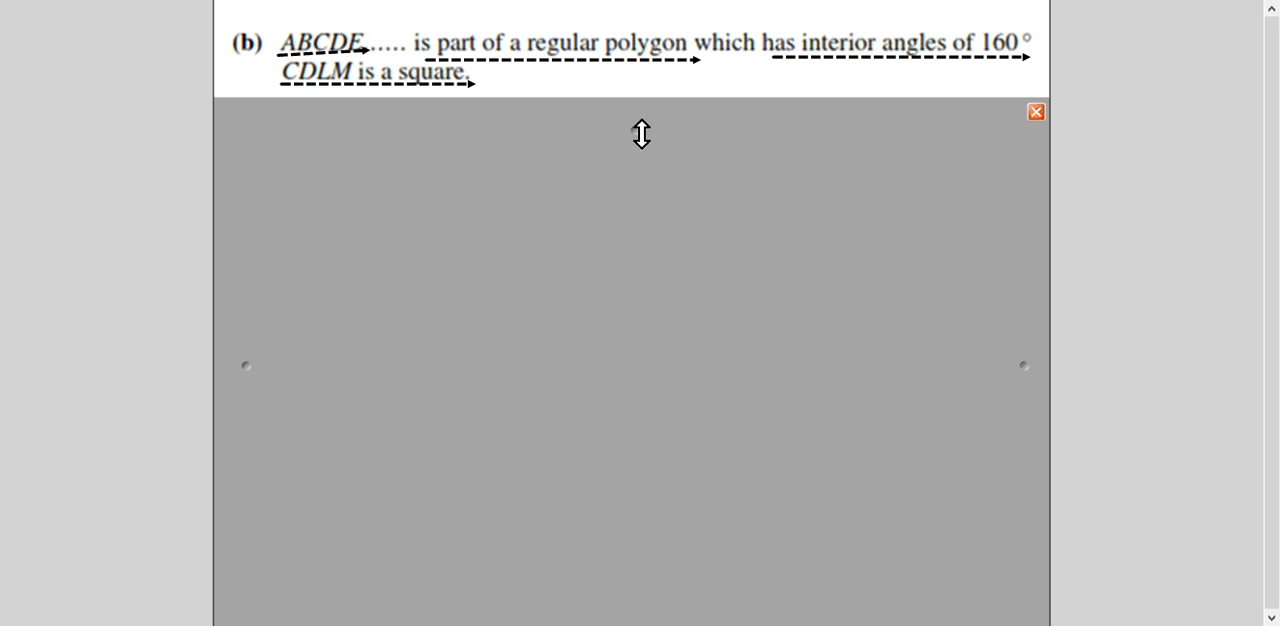 (b) ABCDE...... is part of a regular polygon which has interior angles of 160°
CDLM is a square.